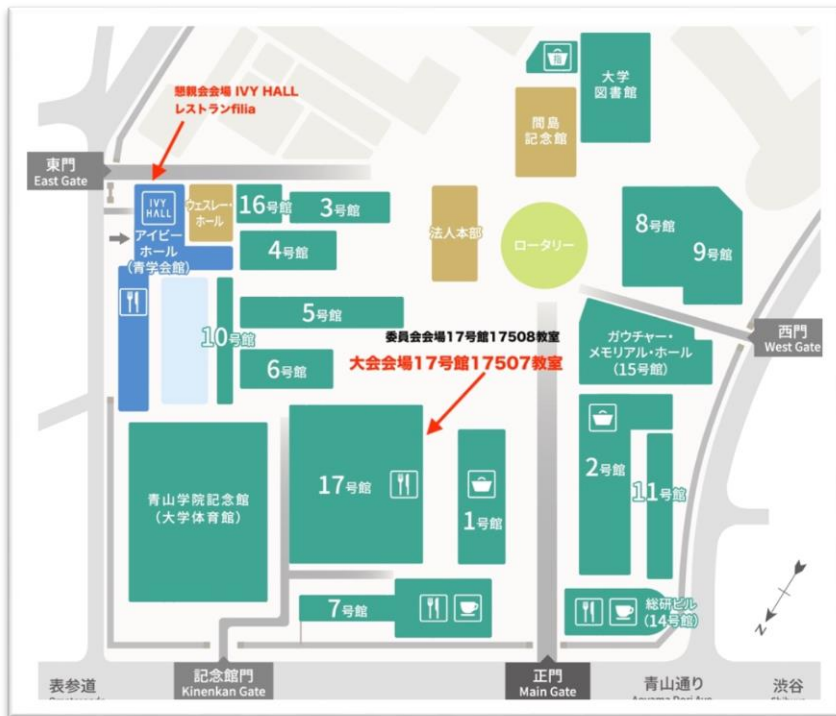 懇親会会場 IVY HALL
レストランfilia
大学
図書館
間島
記念館
東門
East Gate
IVY
HALL
アイビー
ホール
(青学会館)
ウェスレー・
ホール
16号館
3号館
4号館
法人本部
ロータリー
8号館
9号館
5号館
10号館
6号館
委員会会場17号館17508教室
大会会場17号館17507教室
ガウチャー・
メモリアル・ホール
(15号館)
西門
West Gate
青山学院記念館
(大学体育館)
17号館
1号館
2号館
11号館
7号館
総研ビル
(14号館)
N
表参道
記念館門
Kinenkan Gate
正門
Main Gate
青山通り
渋谷